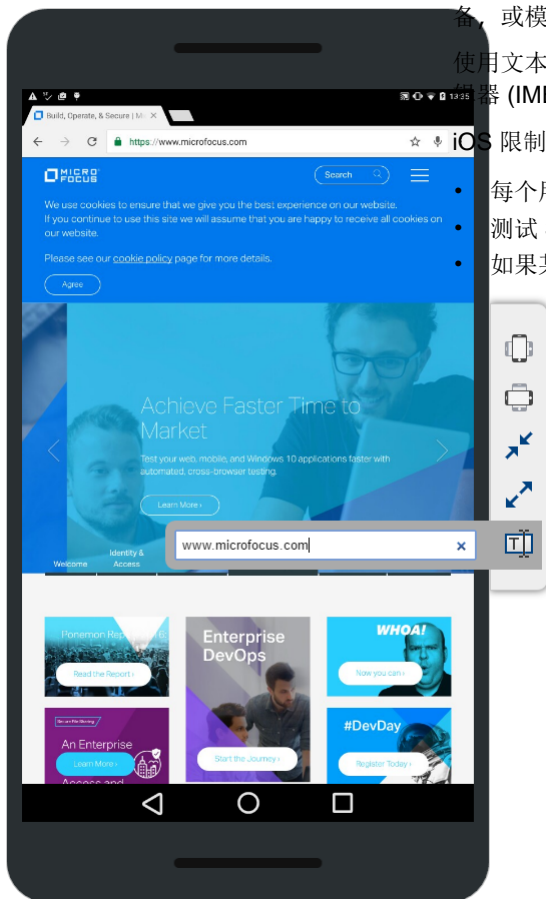 备，或模
使用文本
器 (IME
iOS 限制
• 每个用
• 测试
• 如果某
13:35
Build, Operate, & Secure | Mi
https://www.microfocus.com
MICRO FOCUS
Search
We use cookies to ensure that we give you the best experience on our website.
If you continue to use this site we will assume that you are happy to receive all cookies on
our website.
Please see our cookie policy page for more details.
Agree
Achieve Faster Time to
Market
Test your web, mobile, and Windows 10 applications faster with
automated, cross-browser testing.
Learn More ›
www.microfocus.com
Welcome
Identity &
Access
Ponemon Rep
Read the Report ›
Enterprise
DevOps
Start the Journey ›
WHOA!
Now you can ›
An Enterprise
Learn More ›
Access and
#DevDay
Register Today ›